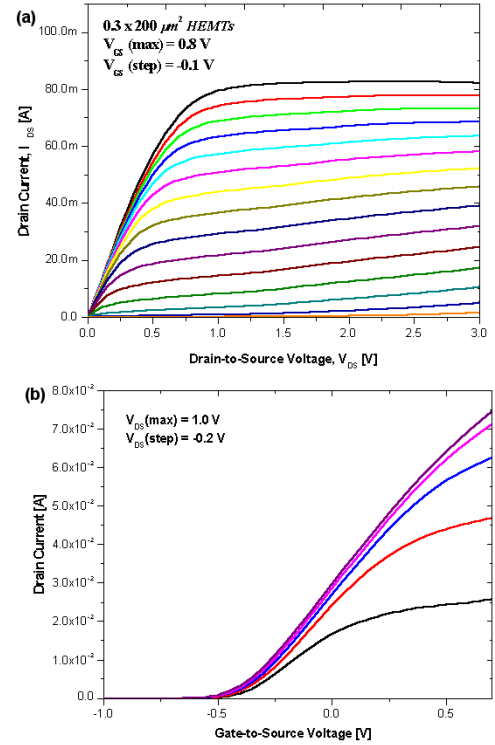 (a)
0.3 x 200 μm² HEMTs
V_GS (max) = 0.8 V
V_GS (step) = -0.1 V
Drain Current, I_DS [A]
100.0m
80.0m
60.0m
40.0m
20.0m
0.0
0.0 0.5 1.0 1.5 2.0 2.5 3.0
Drain-to-Source Voltage, V_DS [V]
(b)
V_DS(max) = 1.0 V
V_DS(step) = -0.2 V
Drain Current [A]
8.0x10⁻²
7.0x10⁻²
6.0x10⁻²
5.0x10⁻²
4.0x10⁻²
3.0x10⁻²
2.0x10⁻²
1.0x10⁻²
0.0
-1.0 -0.5 0.0 0.5
Gate-to-Source Voltage [V]